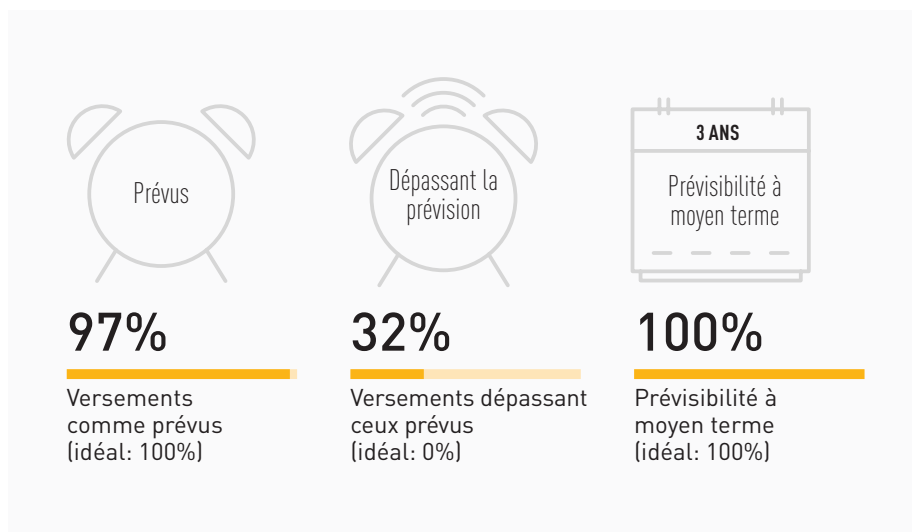 Prévus
Dépassant la
prévision
3 ANS
Prévisibilité à
moyen terme
97%
Versements
comme prévus
(idéal: 100%)
32%
Versements dépassant
ceux prévus
(idéal: 0%)
100%
Prévisibilité à
moyen terme
(idéal: 100%)